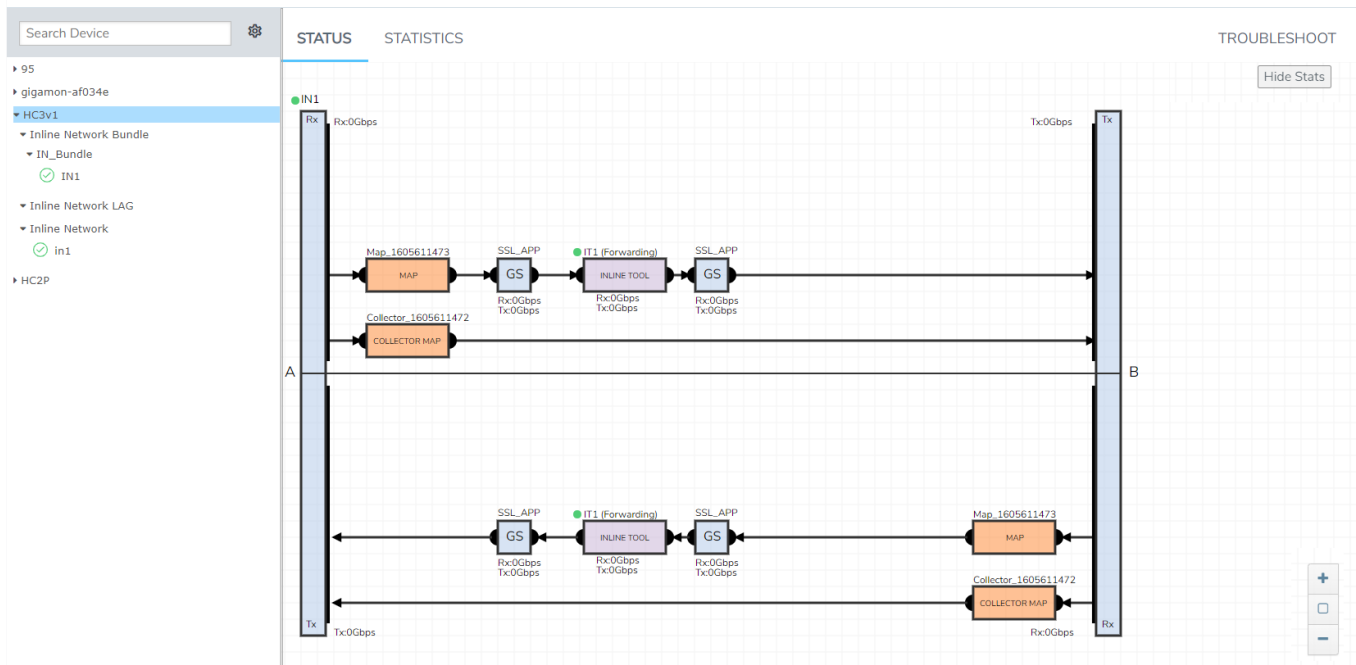 Search Device
95
gigamon-af034e
HC3v1
Inline Network Bundle
IN_Bundle
IN1
Inline Network LAG
Inline Network
in1
HC2P
STATUS
STATISTICS
TROUBLESHOOT
Hide Stats
IN1
Rx
Rx:0Gbps
Tx:0Gbps
Tx
Map_1605611473
MAP
SSL_APP
GS
Rx:0Gbps
Tx:0Gbps
IT1 (Forwarding)
INLINE TOOL
Rx:0Gbps
Tx:0Gbps
SSL_APP
GS
Rx:0Gbps
Tx:0Gbps
Collector_1605611472
COLLECTOR MAP
A
B
SSL_APP
GS
Rx:0Gbps
Tx:0Gbps
IT1 (Forwarding)
INLINE TOOL
Rx:0Gbps
Tx:0Gbps
SSL_APP
GS
Rx:0Gbps
Tx:0Gbps
Map_1605611473
MAP
Collector_1605611472
COLLECTOR MAP
Tx
Tx:0Gbps
Rx:0Gbps
Rx